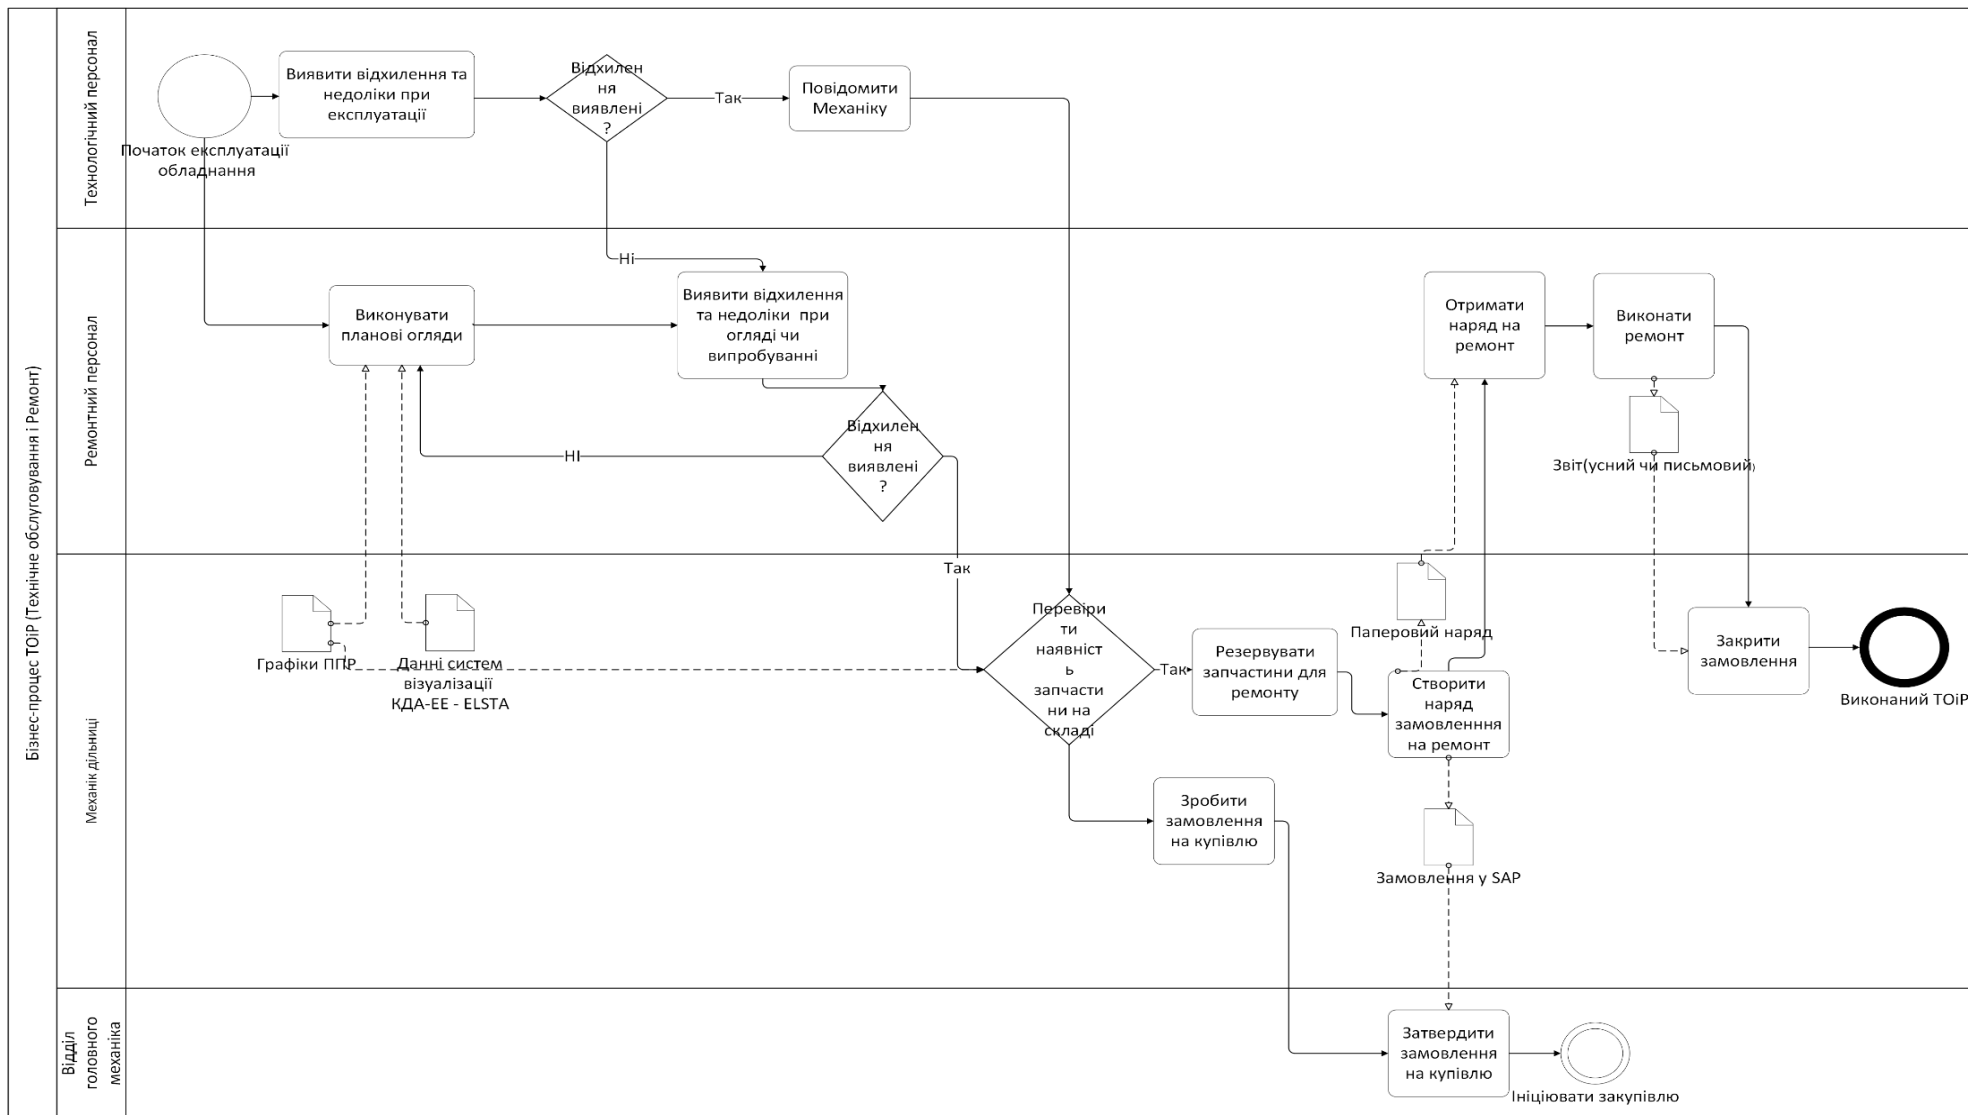 Бізнес-процес ТОіР (Технічне обслуговування і Ремонт)
Технологічний персонал
Початок експлуатації
обладнання
Виявити відхилення та
недоліки при
експлуатації
Відхилен
ня
виявлені
?
Так
Повідомити
Механіку
Ні
Ремонтний персонал
Виконувати
планові огляди
Виявити відхилення
та недоліки при
огляді чи
випробуванні
Відхилен
ня
виявлені
?
НІ
Так
Отримати
наряд на
ремонт
Виконати
ремонт
Звіт(усний чи письмовий)
Механік дільниці
Графіки ППР
Данні систем
візуалізації
КДА-ЕЕ - ELSTA
Перевіри
ти
наявніст
ь
запчасти
ни на
складі
Так
Резервувати
запчастини для
ремонту
Паперовий наряд
Створити
наряд
замовленння
на ремонт
Зробити
замовлення
на купівлю
Замовлення у SAP
Закрити
замовлення
Виконаний ТОіР
Відділ
головного
механіка
Затвердити
замовлення
на купівлю
Ініціювати закупівлю